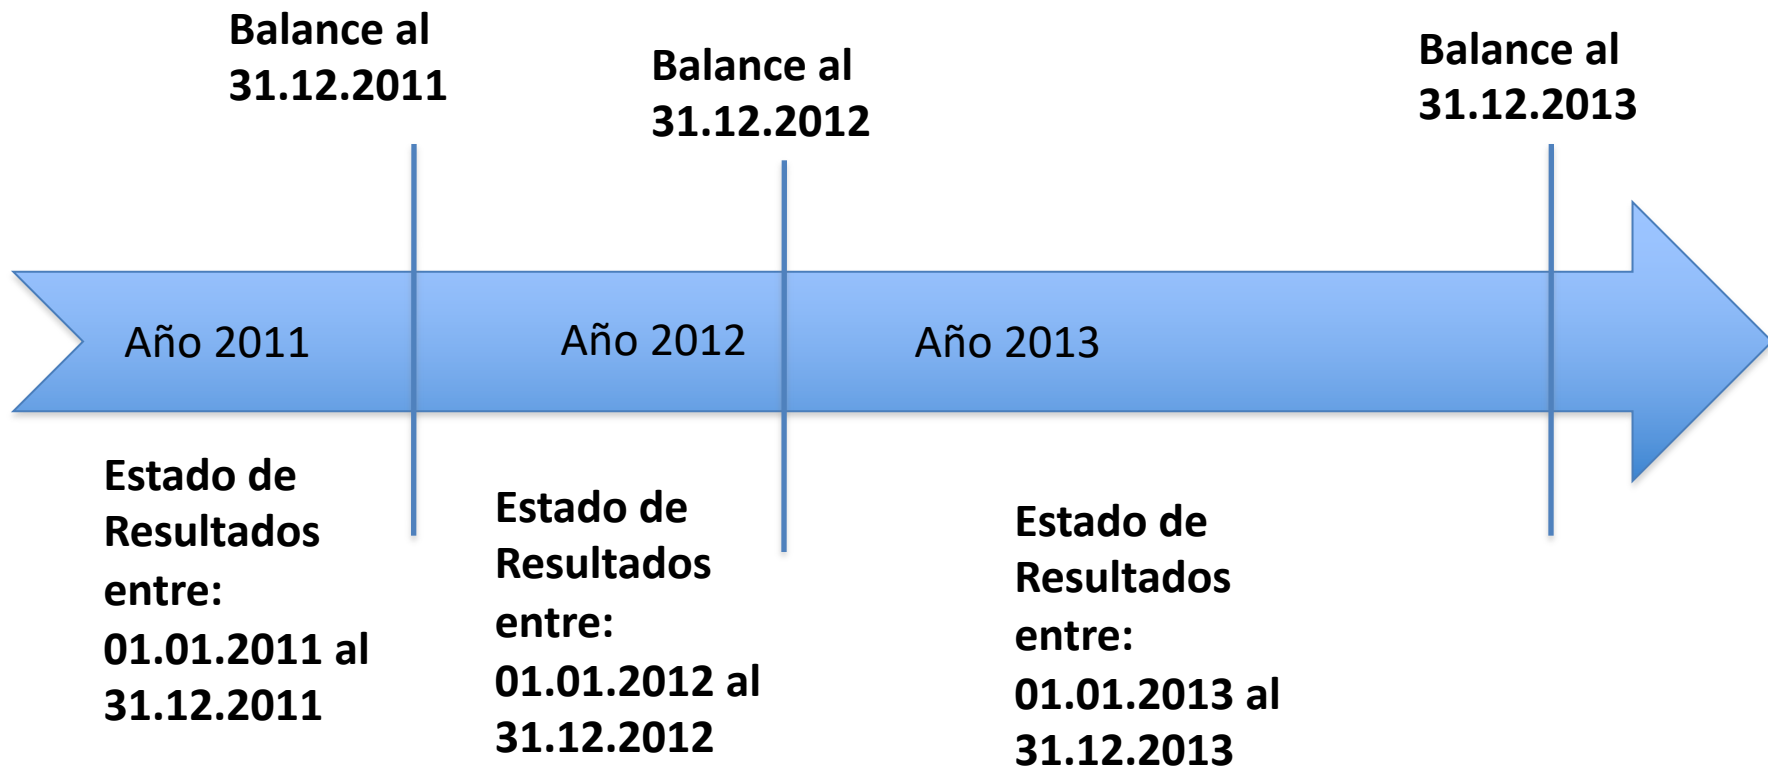 Balance al
31.12.2011
Balance al
31.12.2012
Balance al
31.12.2013
Año 2011
Año 2012
Año 2013
Estado de
Resultados
entre:
01.01.2011 al
31.12.2011
Estado de
Resultados
entre:
01.01.2012 al
31.12.2012
Estado de
Resultados
entre:
01.01.2013 al
31.12.2013